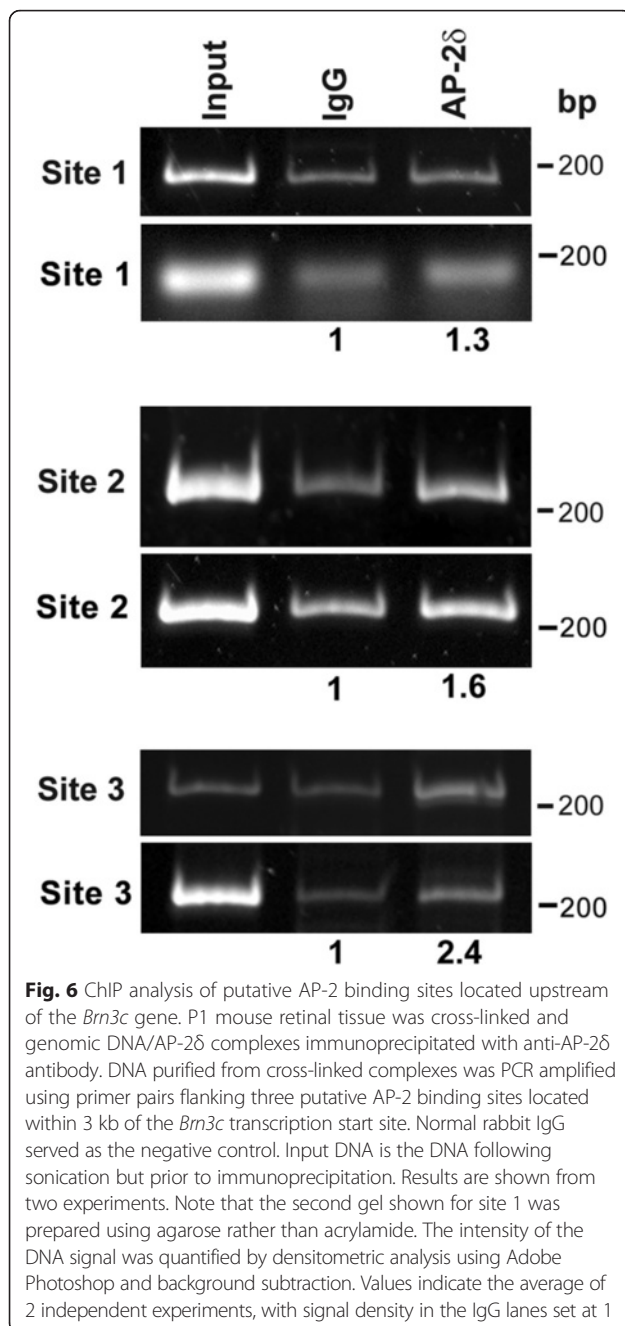 Input IgG AP-2δ bp
Site 1 –200
Site 1 –200
1 1.3
Site 2 –200
Site 2 –200
1 1.6
Site 3 –200
Site 3 –200
1 2.4
Fig. 6 ChIP analysis of putative AP-2 binding sites located upstream
of the Brn3c gene. P1 mouse retinal tissue was cross-linked and
genomic DNA/AP-2δ complexes immunoprecipitated with anti-AP-2δ
antibody. DNA purified from cross-linked complexes was PCR amplified
using primer pairs flanking three putative AP-2 binding sites located
within 3 kb of the Brn3c transcription start site. Normal rabbit IgG
served as the negative control. Input DNA is the DNA following
sonication but prior to immunoprecipitation. Results are shown from
two experiments. Note that the second gel shown for site 1 was
prepared using agarose rather than acrylamide. The intensity of the
DNA signal was quantified by densitometric analysis using Adobe
Photoshop and background subtraction. Values indicate the average of
2 independent experiments, with signal density in the IgG lanes set at 1